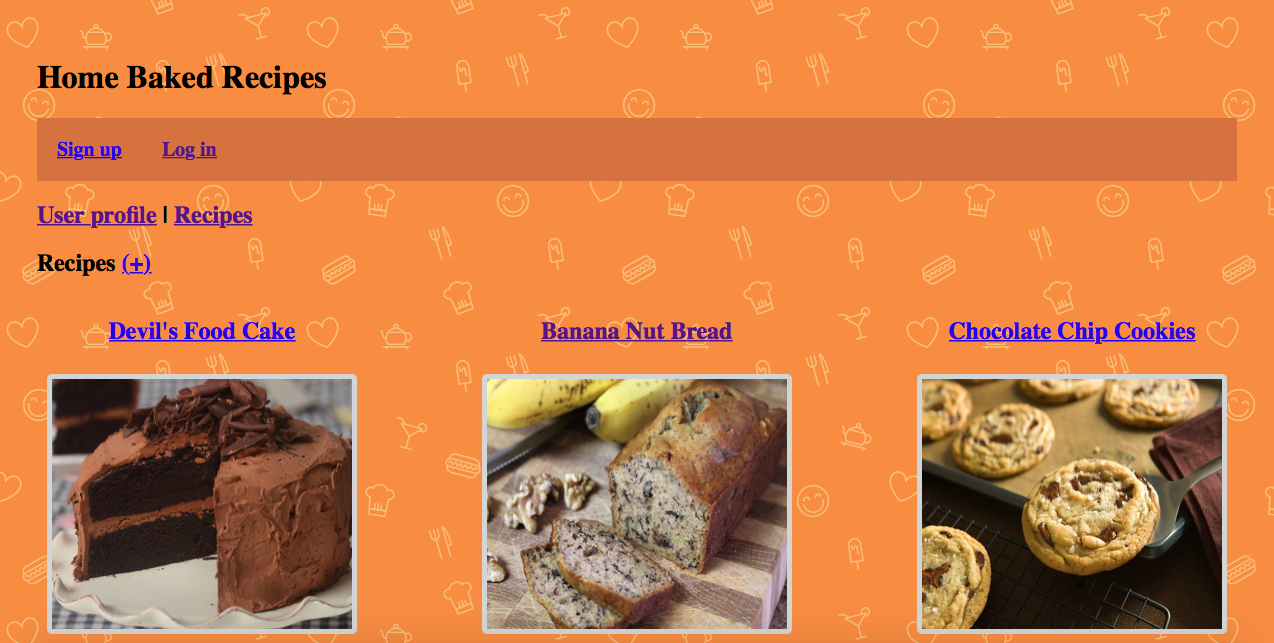 Home Baked Recipes
Sign up Log in
User profile | Recipes
Recipes (+)
Devil's Food Cake Banana Nut Bread Chocolate Chip Cookies